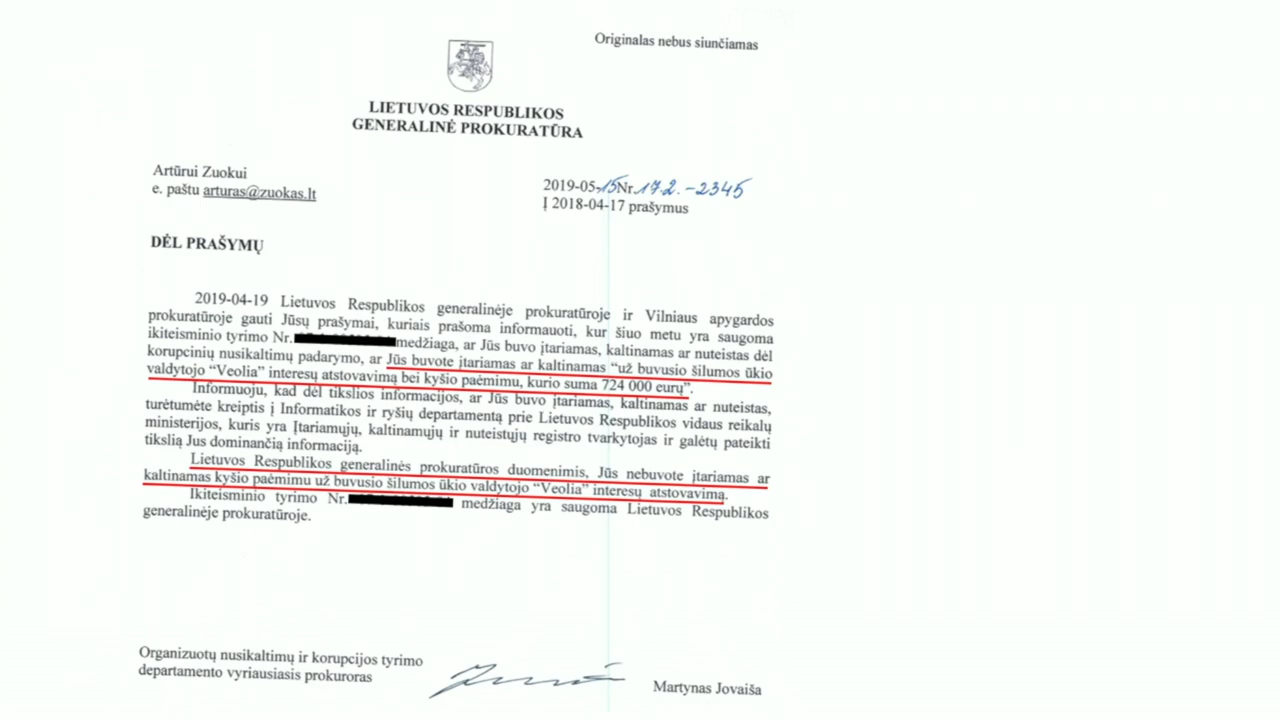 Originalas nebus siunčiamas
LIETUVOS RESPUBLIKOS
GENERALINĖ PROKURATŪRA
Artūrui Zuokui
e. paštu arturas@zuokas.lt
2019-05-15 Nr. 17.2.-2345
Į 2018-04-17 prašymus
DĖL PRAŠYMŲ
2019-04-19 Lietuvos Respublikos generalinėje prokuratūroje ir Vilniaus apygardos
prokuratūroje gauti Jūsų prašymai, kuriais prašoma informauoti, kur šiuo metu yra saugoma
ikiteisminio tyrimo Nr. medžiaga, ar Jūs buvo įtariamas, kaltinamas ar nuteistas dėl
korupcinių nusikaltimų padarymo, ar Jūs buvote įtariamas ar kaltinamas “už buvusio šilumos ūkio
valdytojo “Veolia” interesų atstovavimą bei kyšio paėmimu, kurio suma 724 000 eurų”.
Informuoju, kad dėl tikslios informacijos, ar Jūs buvo įtariamas, kaltinamas ar nuteistas,
turėtumėte kreiptis į Informatikos ir ryšių departamentą prie Lietuvos Respublikos vidaus reikalų
ministerijos, kuris yra Įtariamųjų, kaltinamųjų ir nuteistųjų registro tvarkytojas ir galėtų pateikti
tikslią Jus dominančią informaciją.
Lietuvos Respublikos generalinės prokuratūros duomenimis, Jūs nebuvote įtariamas ar
kaltinamas kyšio paėmimu už buvusio šilumos ūkio valdytojo “Veolia” interesų atstovavimą.
Ikiteisminio tyrimo Nr. medžiaga yra saugoma Lietuvos Respublikos
generalinėje prokuratūroje.
Organizuotų nusikaltimų ir korupcijos tyrimo
departamento vyriausiasis prokuroras
Martynas Jovaiša